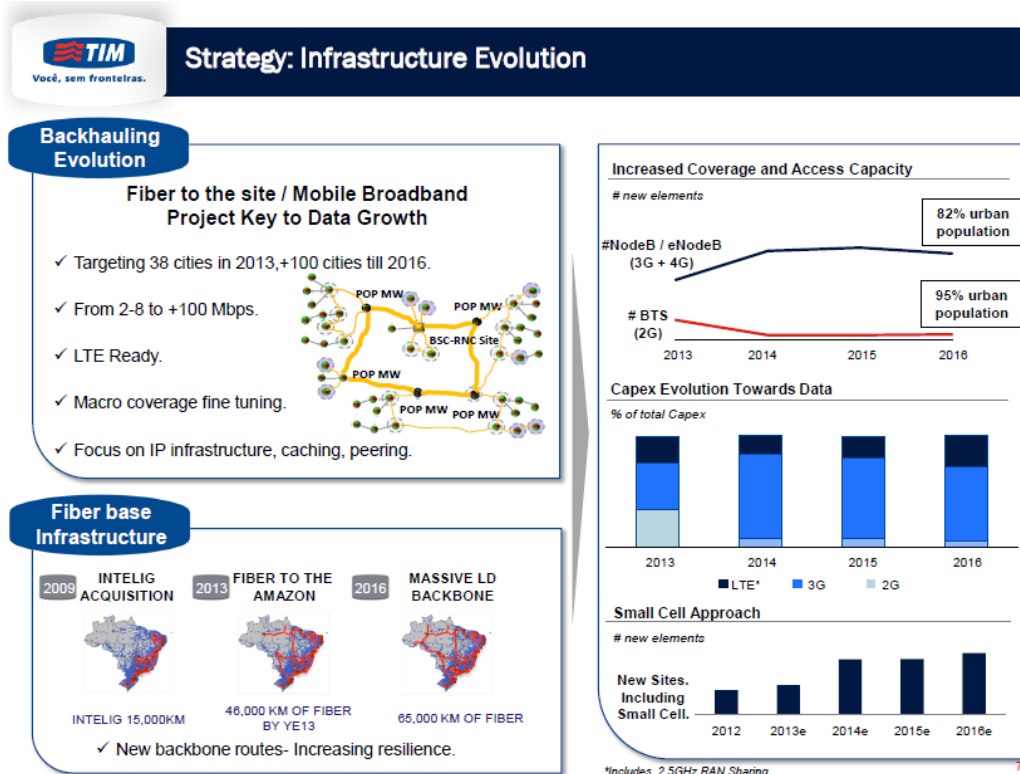 TIM
Você, sem fronteiras.
Strategy: Infrastructure Evolution
Backhauling
Evolution
Fiber to the site / Mobile Broadband
Project Key to Data Growth
✓ Targeting 38 cities in 2013,+100 cities till 2016.
✓ From 2-8 to +100 Mbps.
✓ LTE Ready.
✓ Macro coverage fine tuning.
✓ Focus on IP infrastructure, caching, peering.
POP MW
POP MW
BSC-RNC Site
POP MW
POP MW
POP MW
Fiber base
Infrastructure
2009
INTELIG
ACQUISITION
INTELIG 15,000KM
2013
FIBER TO THE
AMAZON
46,000 KM OF FIBER
BY YE13
2016
MASSIVE LD
BACKBONE
65,000 KM OF FIBER
✓ New backbone routes- Increasing resilience.
Increased Coverage and Access Capacity
# new elements
82% urban
population
#NodeB / eNodeB
(3G + 4G)
95% urban
population
# BTS
(2G)
2013 2014 2015 2016
Capex Evolution Towards Data
% of total Capex
2013 2014 2015 2016
LTE* 3G 2G
Small Cell Approach
# new elements
New Sites.
Including
Small Cell.
2012 2013e 2014e 2015e 2016e
*Includes 2.5GHz RAN Sharing